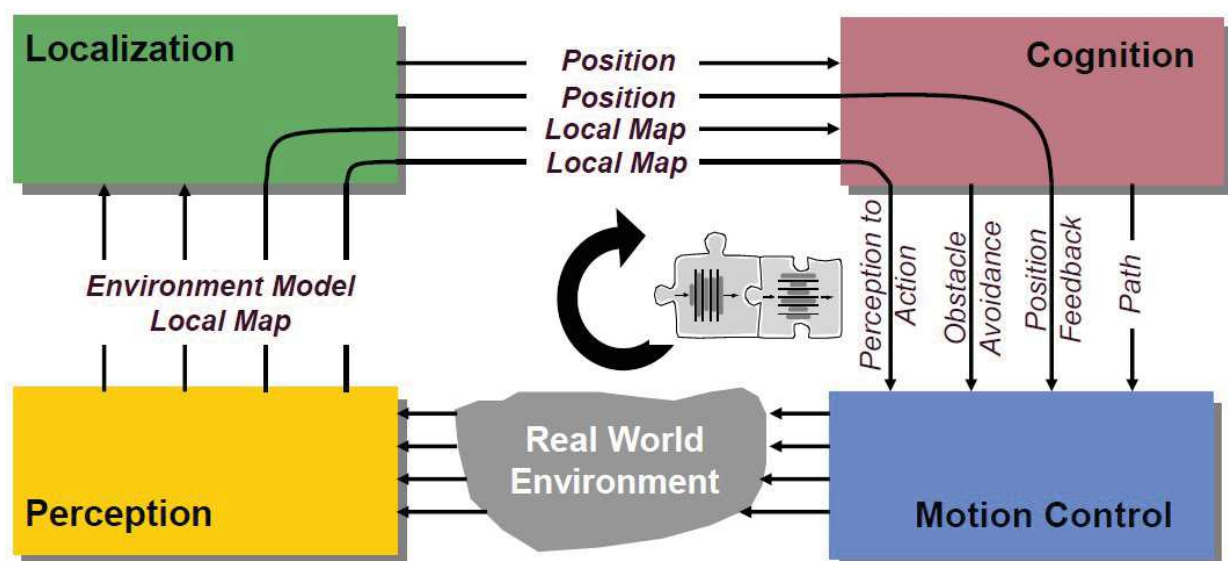 Localization
Position
Position
Local Map
Local Map
Cognition
Environment Model
Local Map
Perception to
Action
Obstacle
Avoidance
Position
Feedback
Path
Perception
Real World
Environment
Motion Control